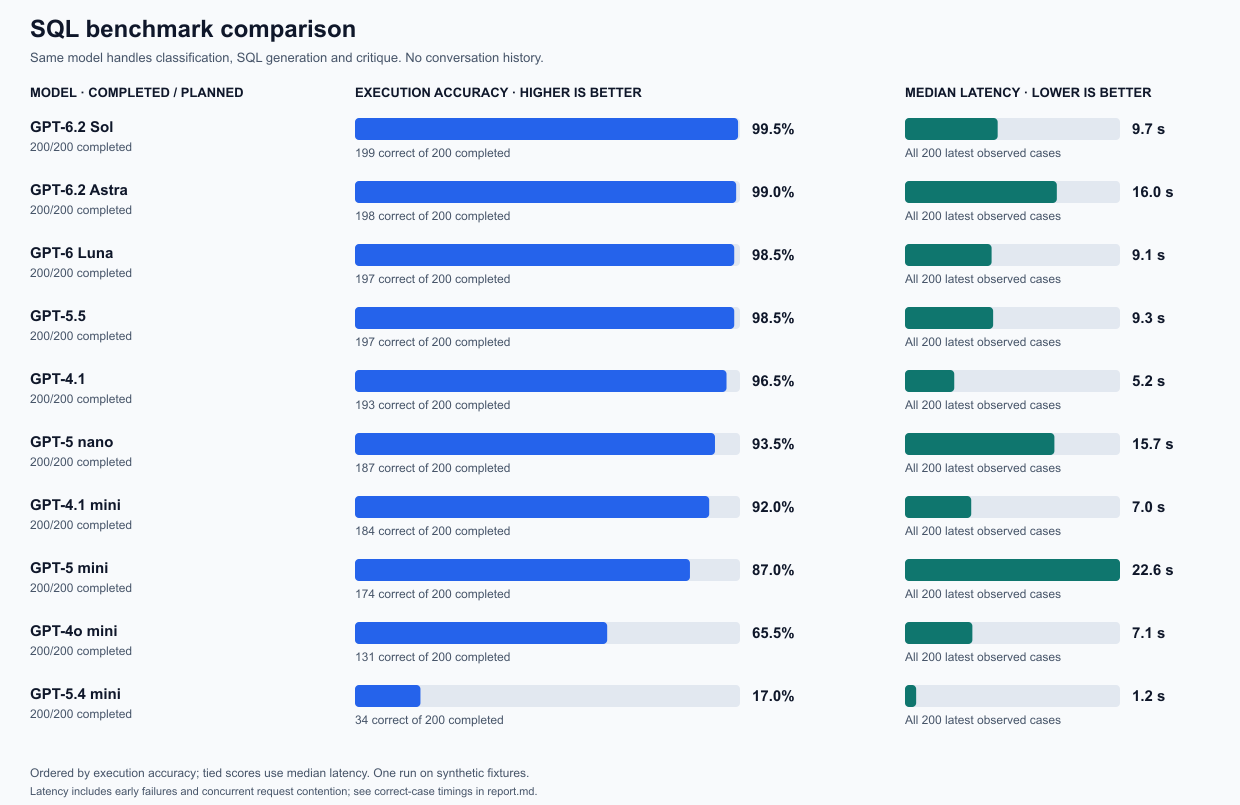 SQL benchmark comparison
Same model handles classification, SQL generation and critique. No conversation history.
MODEL · COMPLETED / PLANNED
EXECUTION ACCURACY · HIGHER IS BETTER
MEDIAN LATENCY · LOWER IS BETTER
GPT-6.2 Sol
99.5%
9.7 s
200/200 completed
199 correct of 200 completed
All 200 latest observed cases
GPT-6.2 Astra
99.0%
16.0 s
200/200 completed
198 correct of 200 completed
All 200 latest observed cases
GPT-6 Luna
98.5%
9.1 s
200/200 completed
197 correct of 200 completed
All 200 latest observed cases
GPT-5.5
98.5%
9.3 s
200/200 completed
197 correct of 200 completed
All 200 latest observed cases
GPT-4.1
96.5%
5.2 s
200/200 completed
193 correct of 200 completed
All 200 latest observed cases
GPT-5 nano
93.5%
15.7 s
200/200 completed
187 correct of 200 completed
All 200 latest observed cases
GPT-4.1 mini
92.0%
7.0 s
200/200 completed
184 correct of 200 completed
All 200 latest observed cases
GPT-5 mini
87.0%
22.6 s
200/200 completed
174 correct of 200 completed
All 200 latest observed cases
GPT-4o mini
65.5%
7.1 s
200/200 completed
131 correct of 200 completed
All 200 latest observed cases
GPT-5.4 mini
17.0%
1.2 s
200/200 completed
34 correct of 200 completed
All 200 latest observed cases
Ordered by execution accuracy; tied scores use median latency. One run on synthetic fixtures.
Latency includes early failures and concurrent request contention; see correct-case timings in report.md.